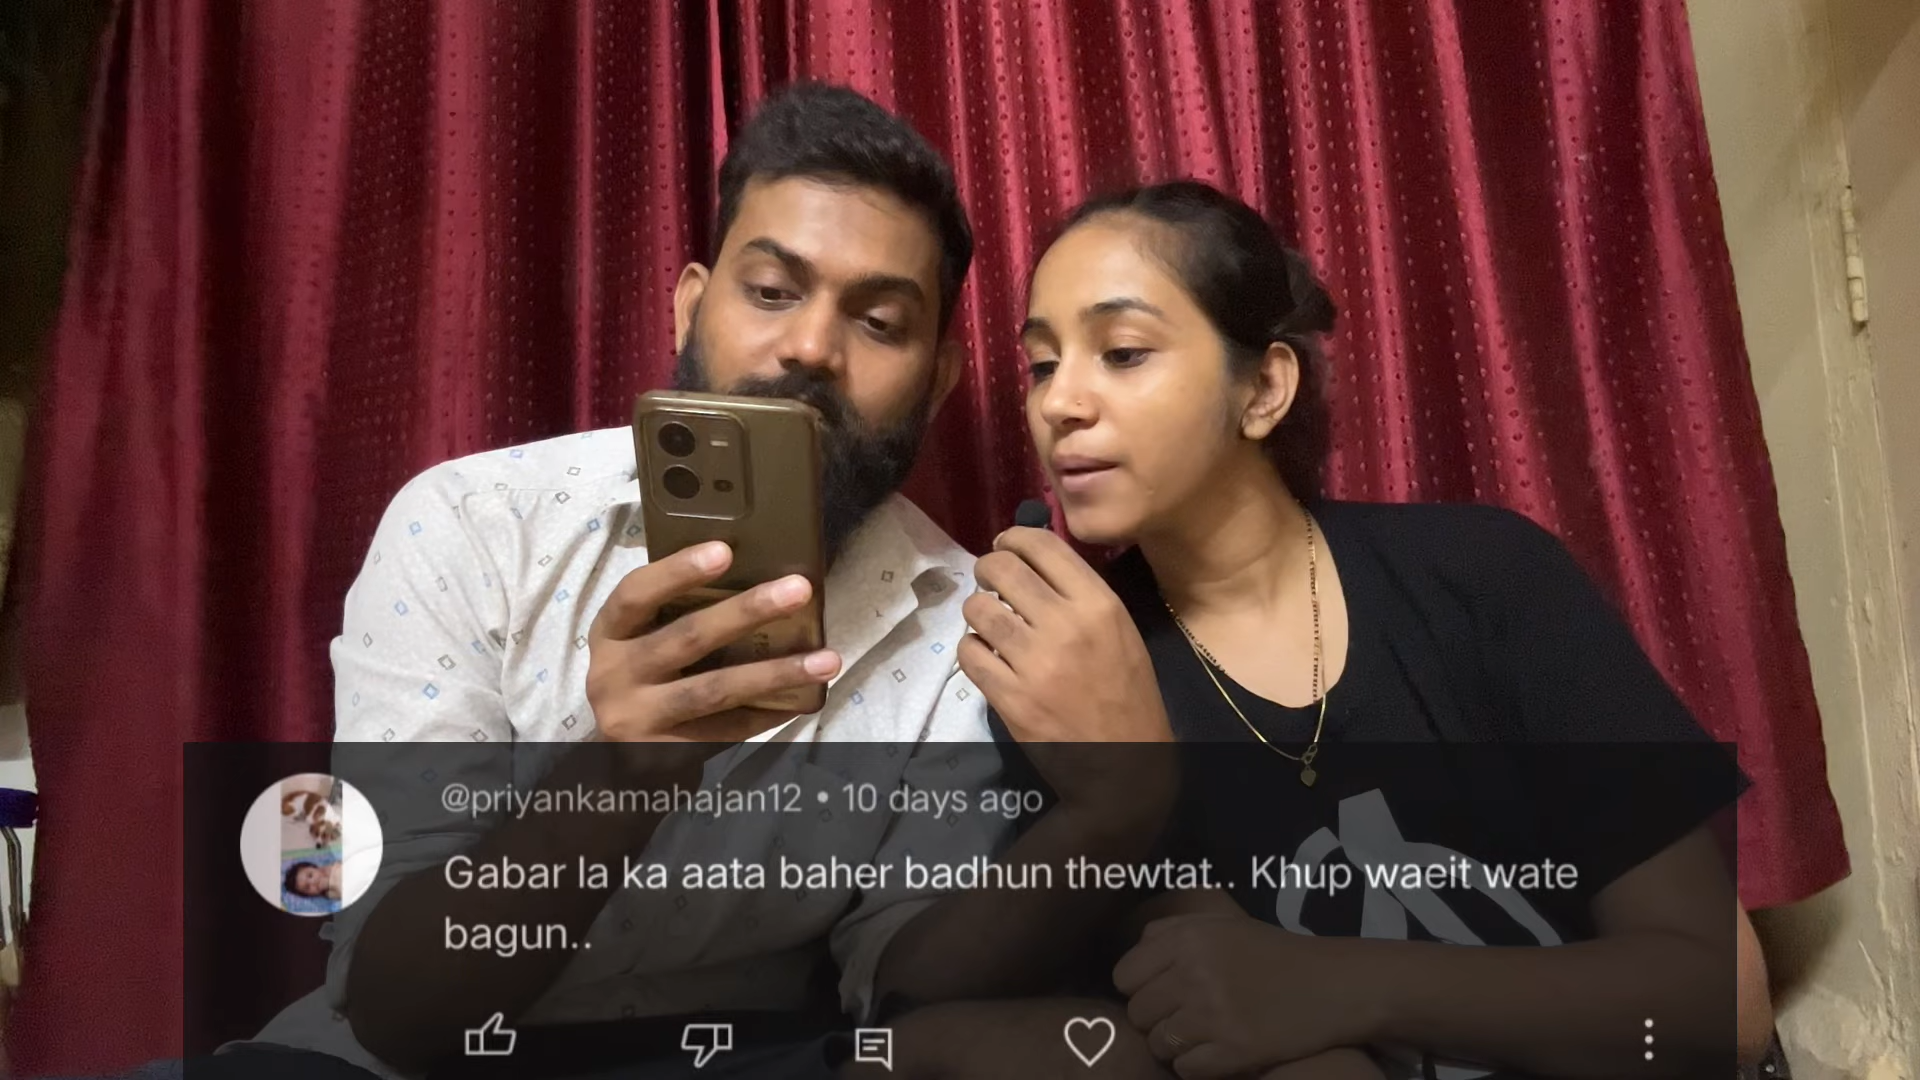 @priyankamahajan12 • 10 days ago
Gabar la ka aata baher badhun thewtat.. Khup waeit wate
bagun..